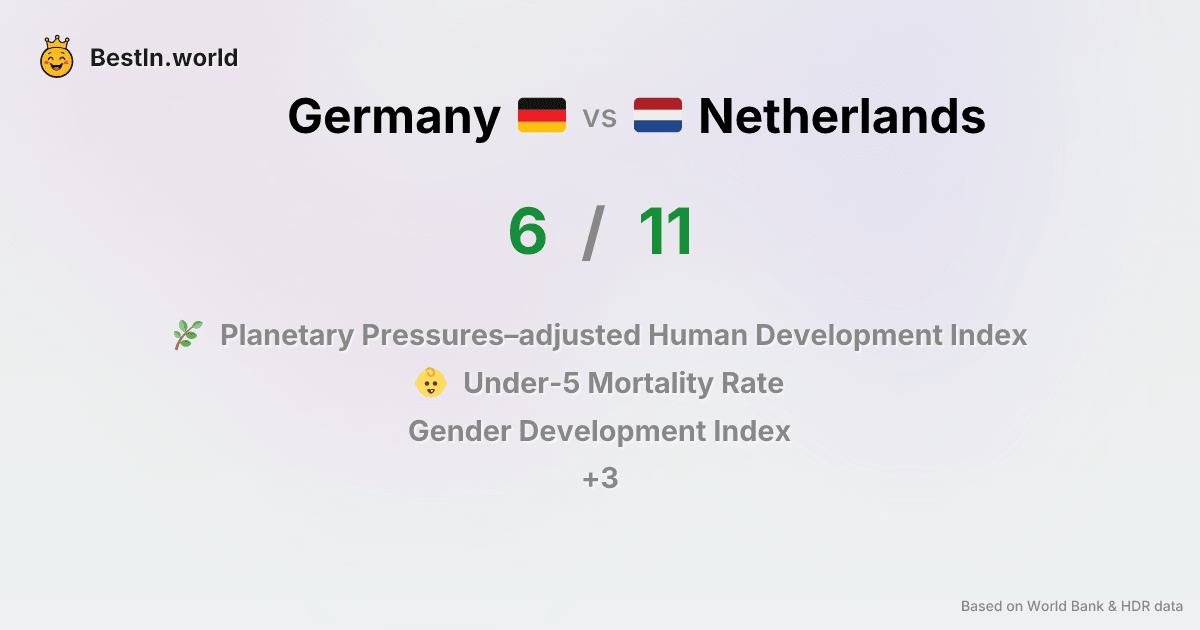 BestIn.world
Germany vs Netherlands
6 / 11
Planetary Pressures–adjusted Human Development Index
Under-5 Mortality Rate
Gender Development Index
+3
Based on World Bank & HDR data